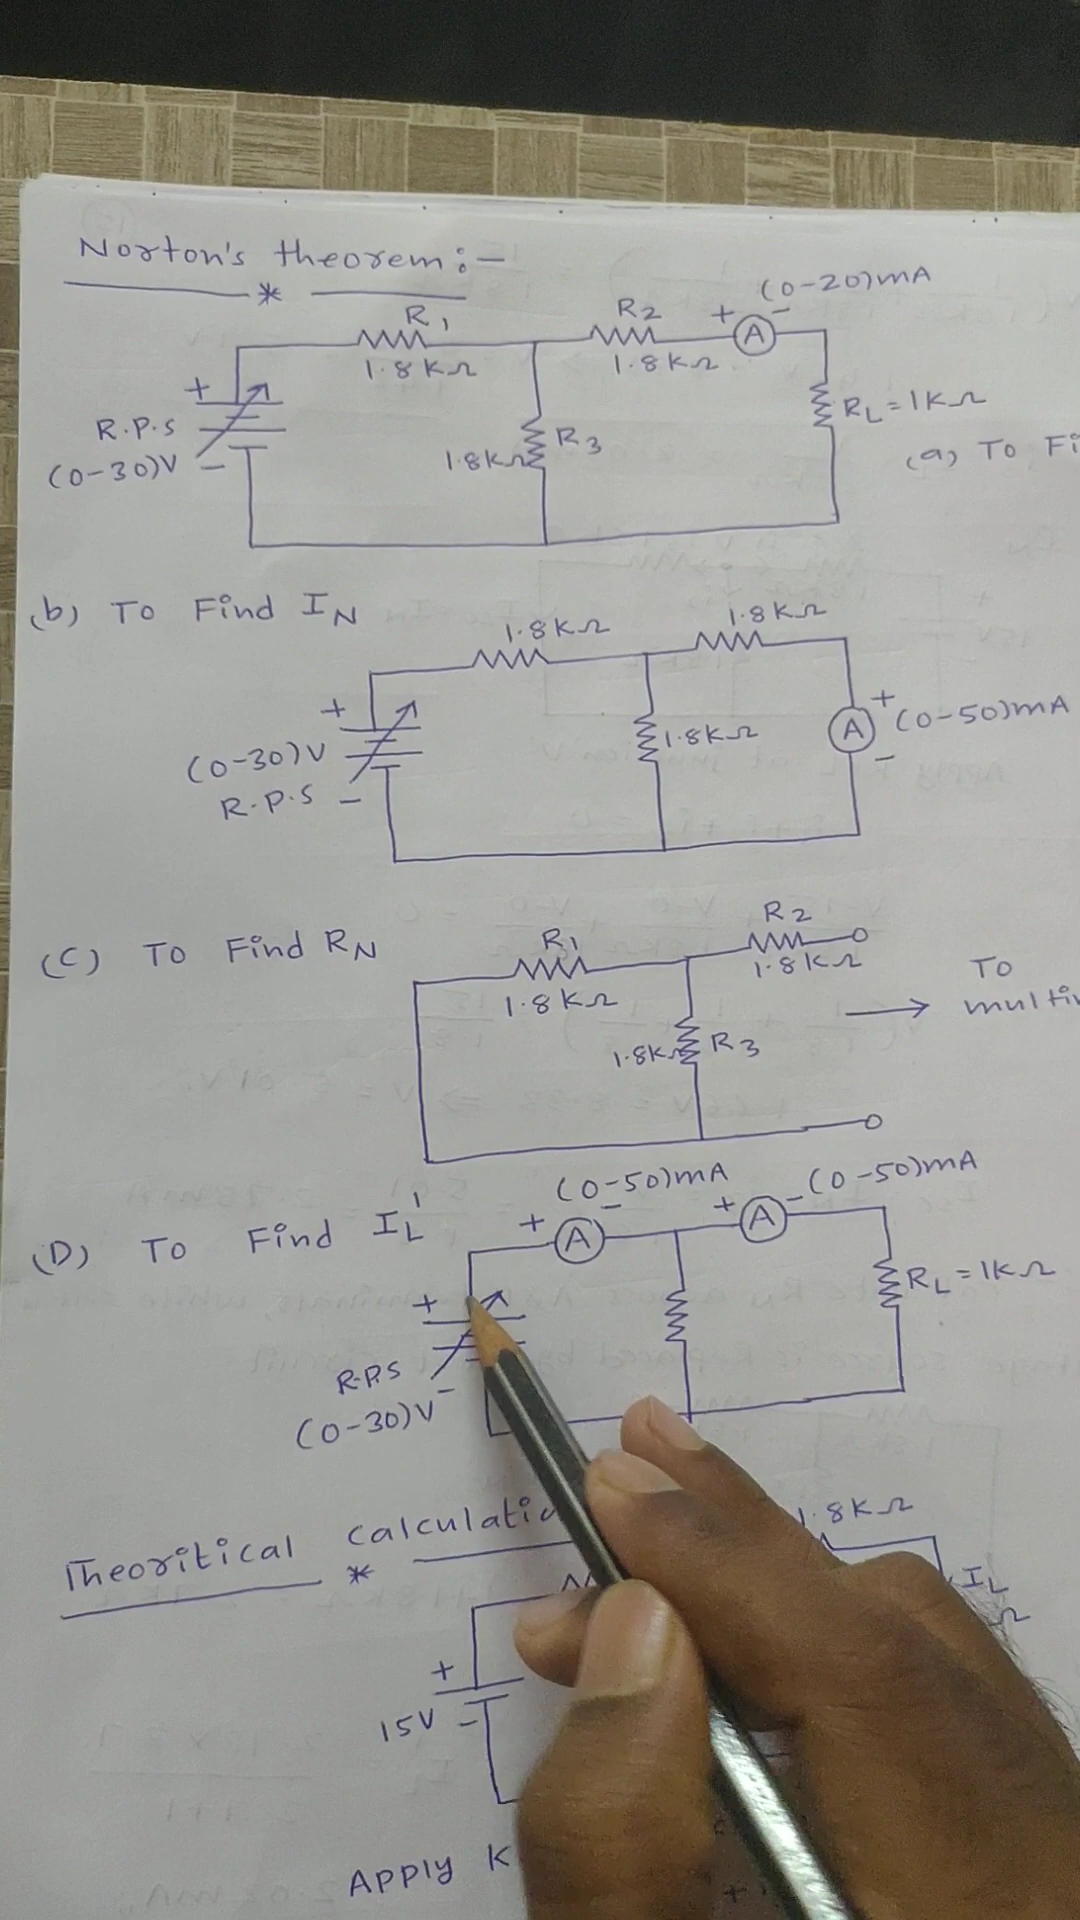 Norton's theorem:-
*
R1
1.8KΩ
R2
1.8KΩ
(0-20)mA
+ -
A
+
R.P.S
(0-30)V -
R3
1.8KΩ
RL = 1KΩ
(a) To Fi
(b) To Find IN
1.8KΩ
1.8KΩ
+
(0-30)V
R.P.S -
1.8KΩ
A
+
(0-50)mA
-
(C) To Find RN
R1
1.8KΩ
R2
1.8KΩ
1.8KΩ
R3
To
multi
(D) To Find IL'
(0-50)mA
+ -
A
(0-50)mA
+ -
A
+
R.P.S
(0-30)V -
RL = 1KΩ
Theoritical calculatio
*
1.8KΩ
IL
Ω
+
15V -
Apply K
+